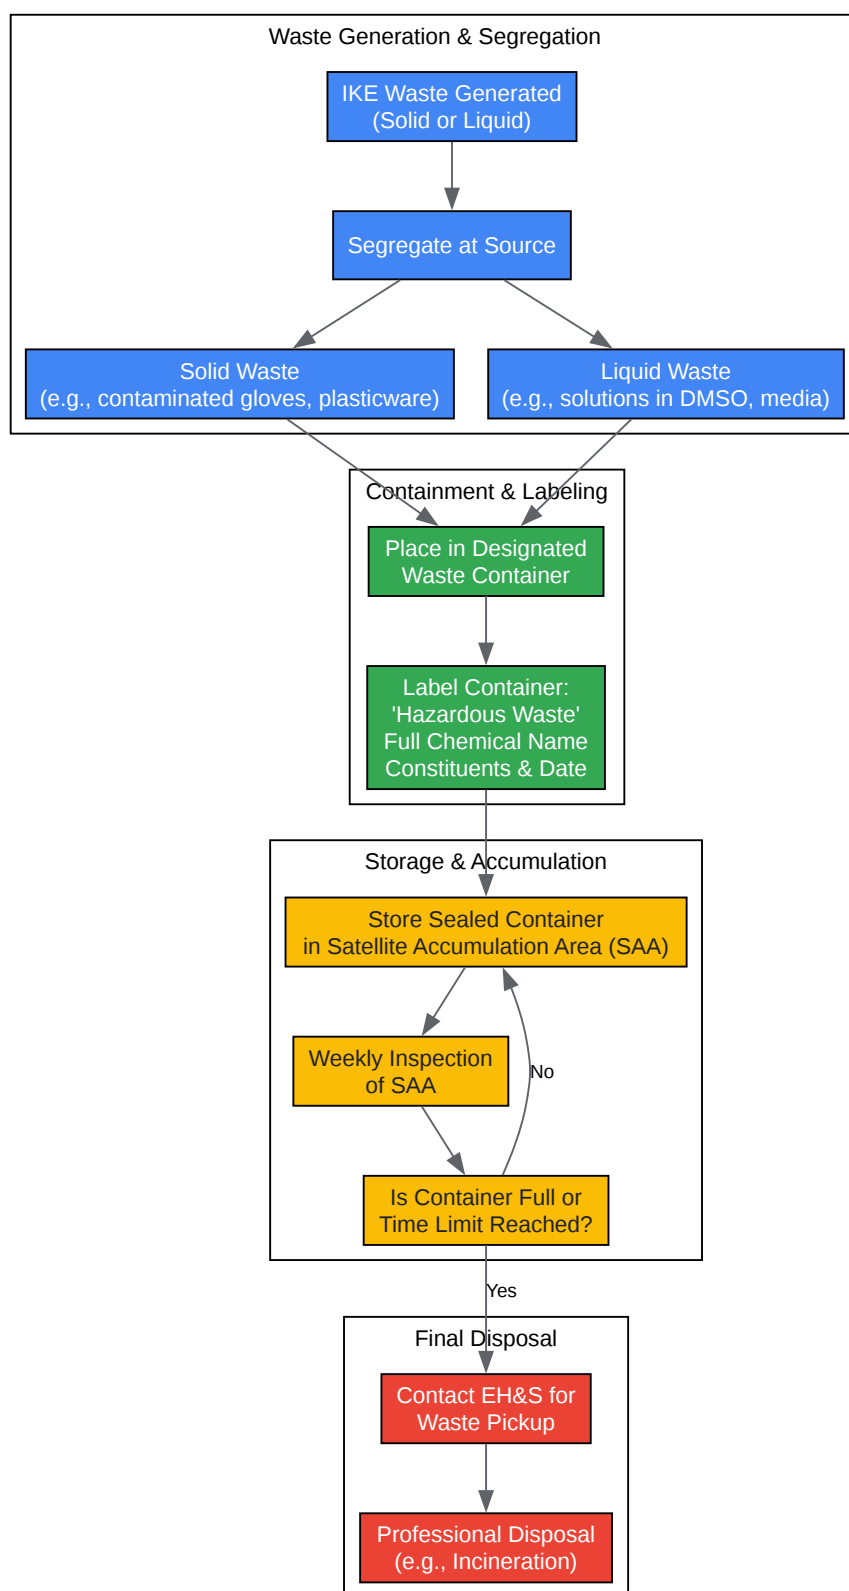 Waste Generation & Segregation
IKE Waste Generated
(Solid or Liquid)
Segregate at Source
Solid Waste
(e.g., contaminated gloves, plasticware)
Liquid Waste
(e.g., solutions in DMSO, media)
Containment & Labeling
Place in Designated
Waste Container
Label Container:
'Hazardous Waste'
Full Chemical Name
Constituents & Date
Storage & Accumulation
Store Sealed Container
in Satellite Accumulation Area (SAA)
Weekly Inspection
of SAA
No
Is Container Full or
Time Limit Reached?
Yes
Final Disposal
Contact EH&S for
Waste Pickup
Professional Disposal
(e.g., Incineration)